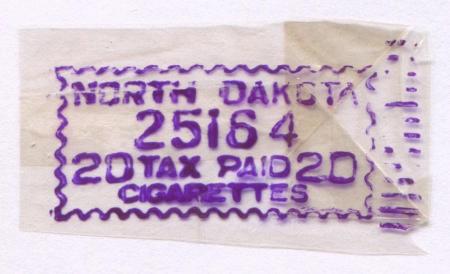 NORTH DAKOTA
25164
20 TAX PAID 20
CIGARETTES